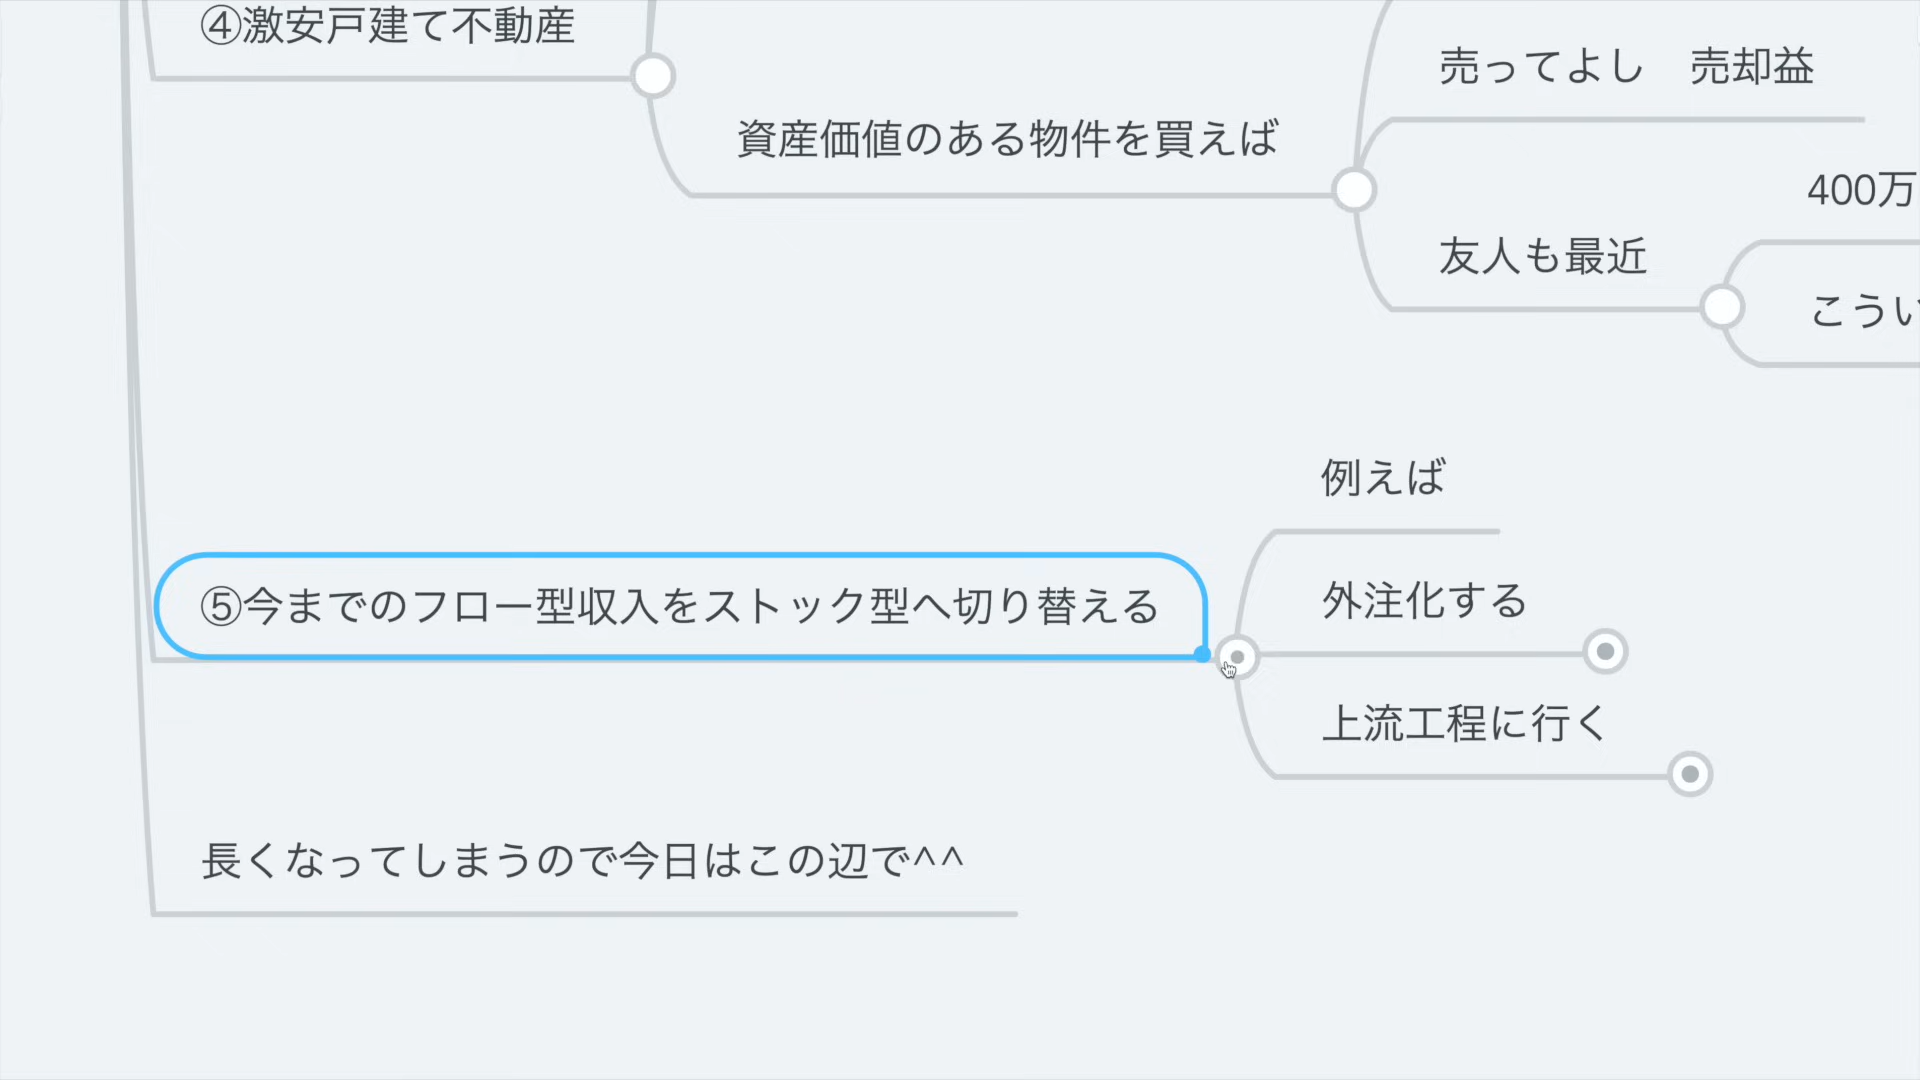 ④激安戸建て不動産
資産価値のある物件を買えば
売ってよし　売却益
友人も最近
400万
こうい
⑤今までのフロー型収入をストック型へ切り替える
例えば
外注化する
上流工程に行く
長くなってしまうので今日はこの辺で^^